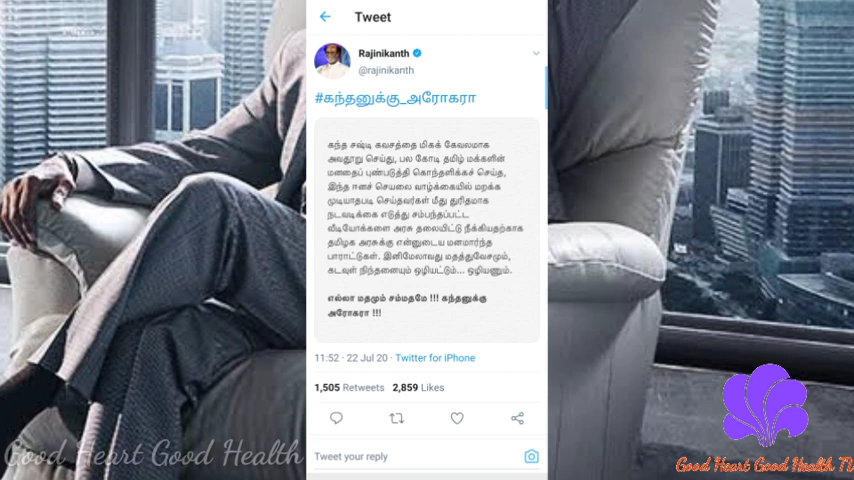 Tweet
Rajinikanth
@rajinikanth
#கந்தனுக்கு_அரோகரா
கந்த சஷ்டி கவசத்தை மிகக் கேவலமாக
அவதூறு செய்து, பல கோடி தமிழ் மக்களின்
மனதைப் புண்படுத்தி கொந்தளிக்கச் செய்த,
இந்த ஈனச் செயலை வாழ்க்கையில் மறக்க
முடியாதபடி செய்தவர்கள் மீது துரிதமாக
நடவடிக்கை எடுத்து சம்பந்தப்பட்ட
வீடியோக்களை அரசு தலையிட்டு நீக்கியதற்காக
தமிழக அரசுக்கு என்னுடைய மனமார்ந்த
பாராட்டுகள். இனிமேலாவது மதத்துவேசமும்,
கடவுள் நிந்தனையும் ஒழியட்டும்... ஒழியணும்.
எல்லா மதமும் சம்மதமே !!! கந்தனுக்கு
அரோகரா !!!
11:52 · 22 Jul 20 · Twitter for iPhone
1,505 Retweets 2,859 Likes
Tweet your reply
Good Heart Good Health
Good Heart Good Health TV